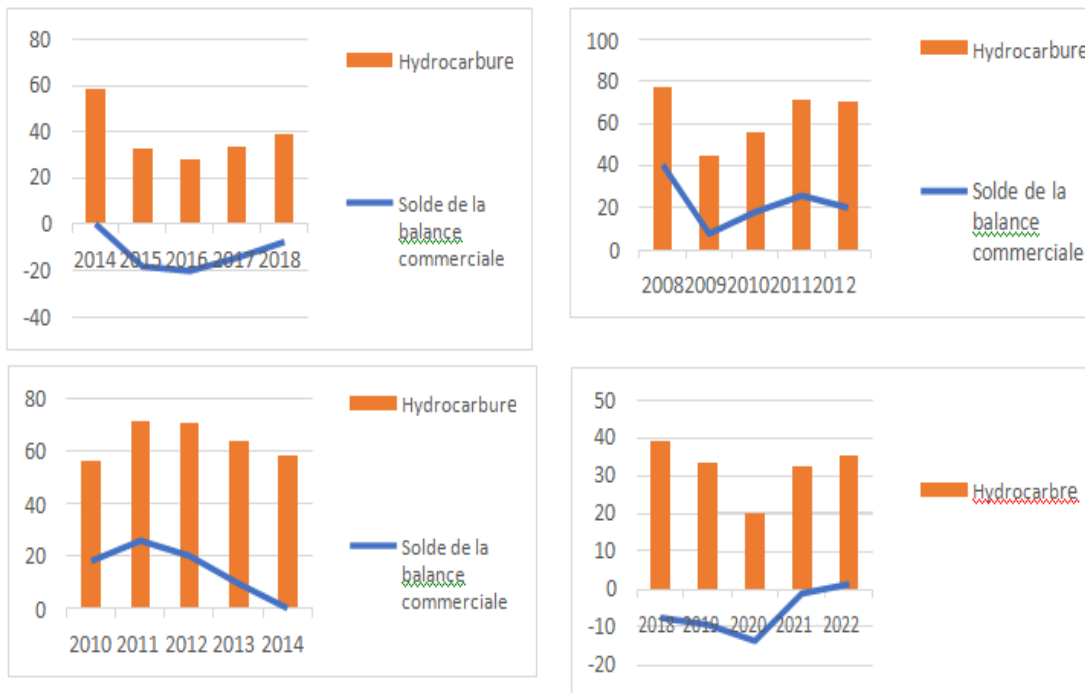 80
60
40
20
0
-20
-40
2014 2015 2016 2017 2018
Hydrocarbure
Solde de la
balance
commerciale
100
80
60
40
20
0
2008 2009 2010 2011 2012
Hydrocarbure
Solde de la
balance
commerciale
80
60
40
20
0
2010 2011 2012 2013 2014
Hydrocarbure
Solde de la
balance
commerciale
50
40
30
20
10
0
-10
-20
2018 2019 2020 2021 2022
Hydrocarbre